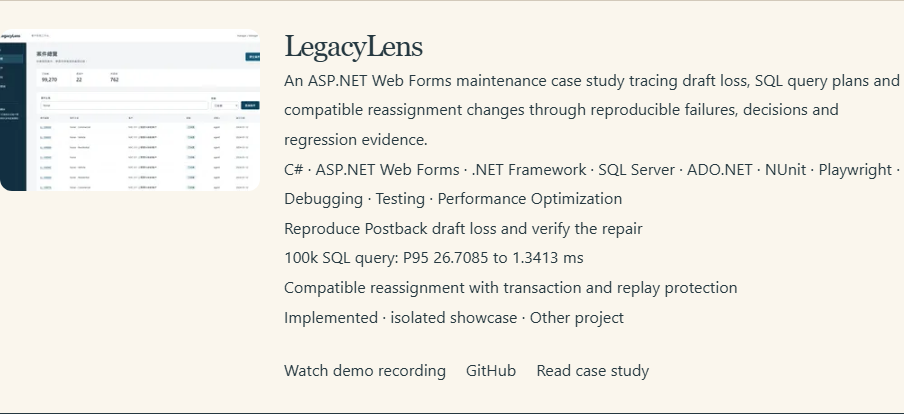 LegacyLens
An ASP.NET Web Forms maintenance case study tracing draft loss, SQL query plans and
compatible reassignment changes through reproducible failures, decisions and
regression evidence.
C# · ASP.NET Web Forms · .NET Framework · SQL Server · ADO.NET · NUnit · Playwright ·
Debugging · Testing · Performance Optimization
Reproduce Postback draft loss and verify the repair
100k SQL query: P95 26.7085 to 1.3413 ms
Compatible reassignment with transaction and replay protection
Implemented · isolated showcase · Other project
Watch demo recording GitHub Read case study
99,270 22 762